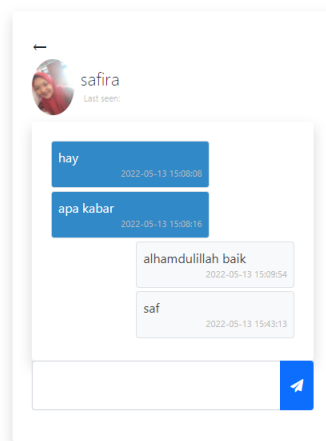 safira
Last seen:
hay
2022-05-13 15:08:08
apa kabar
2022-05-13 15:08:16
alhamdulillah baik
2022-05-13 15:09:54
saf
2022-05-13 15:43:13